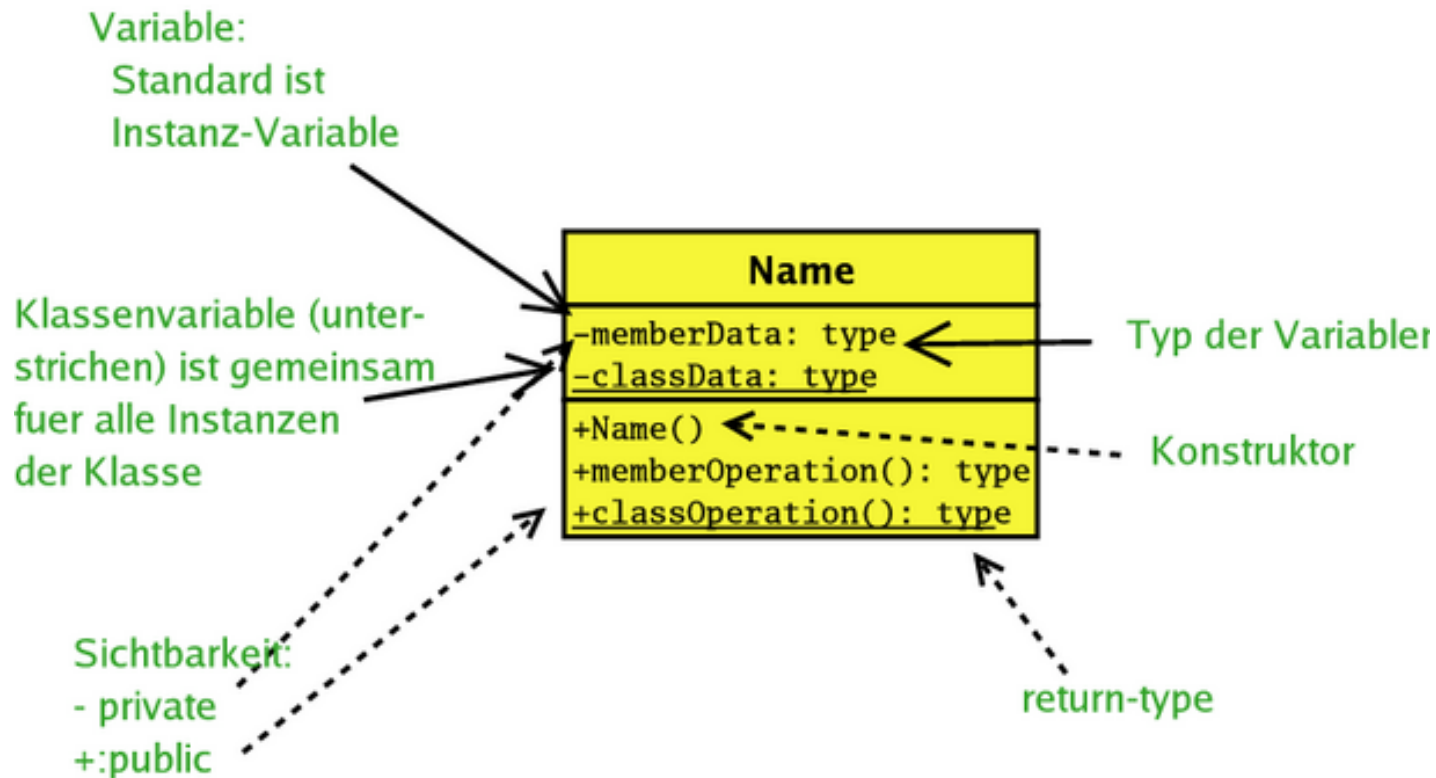 Variable:
Standard ist
Instanz-Variable
Name
Klassenvariable (unter-
strichen) ist gemeinsam
fuer alle Instanzen
der Klasse
-memberData: type
-classData: type
Typ der Variabler
+Name()
+memberOperation(): type
+classOperation(): type
Konstruktor
Sichtbarkeit:
- private
+:public
return-type